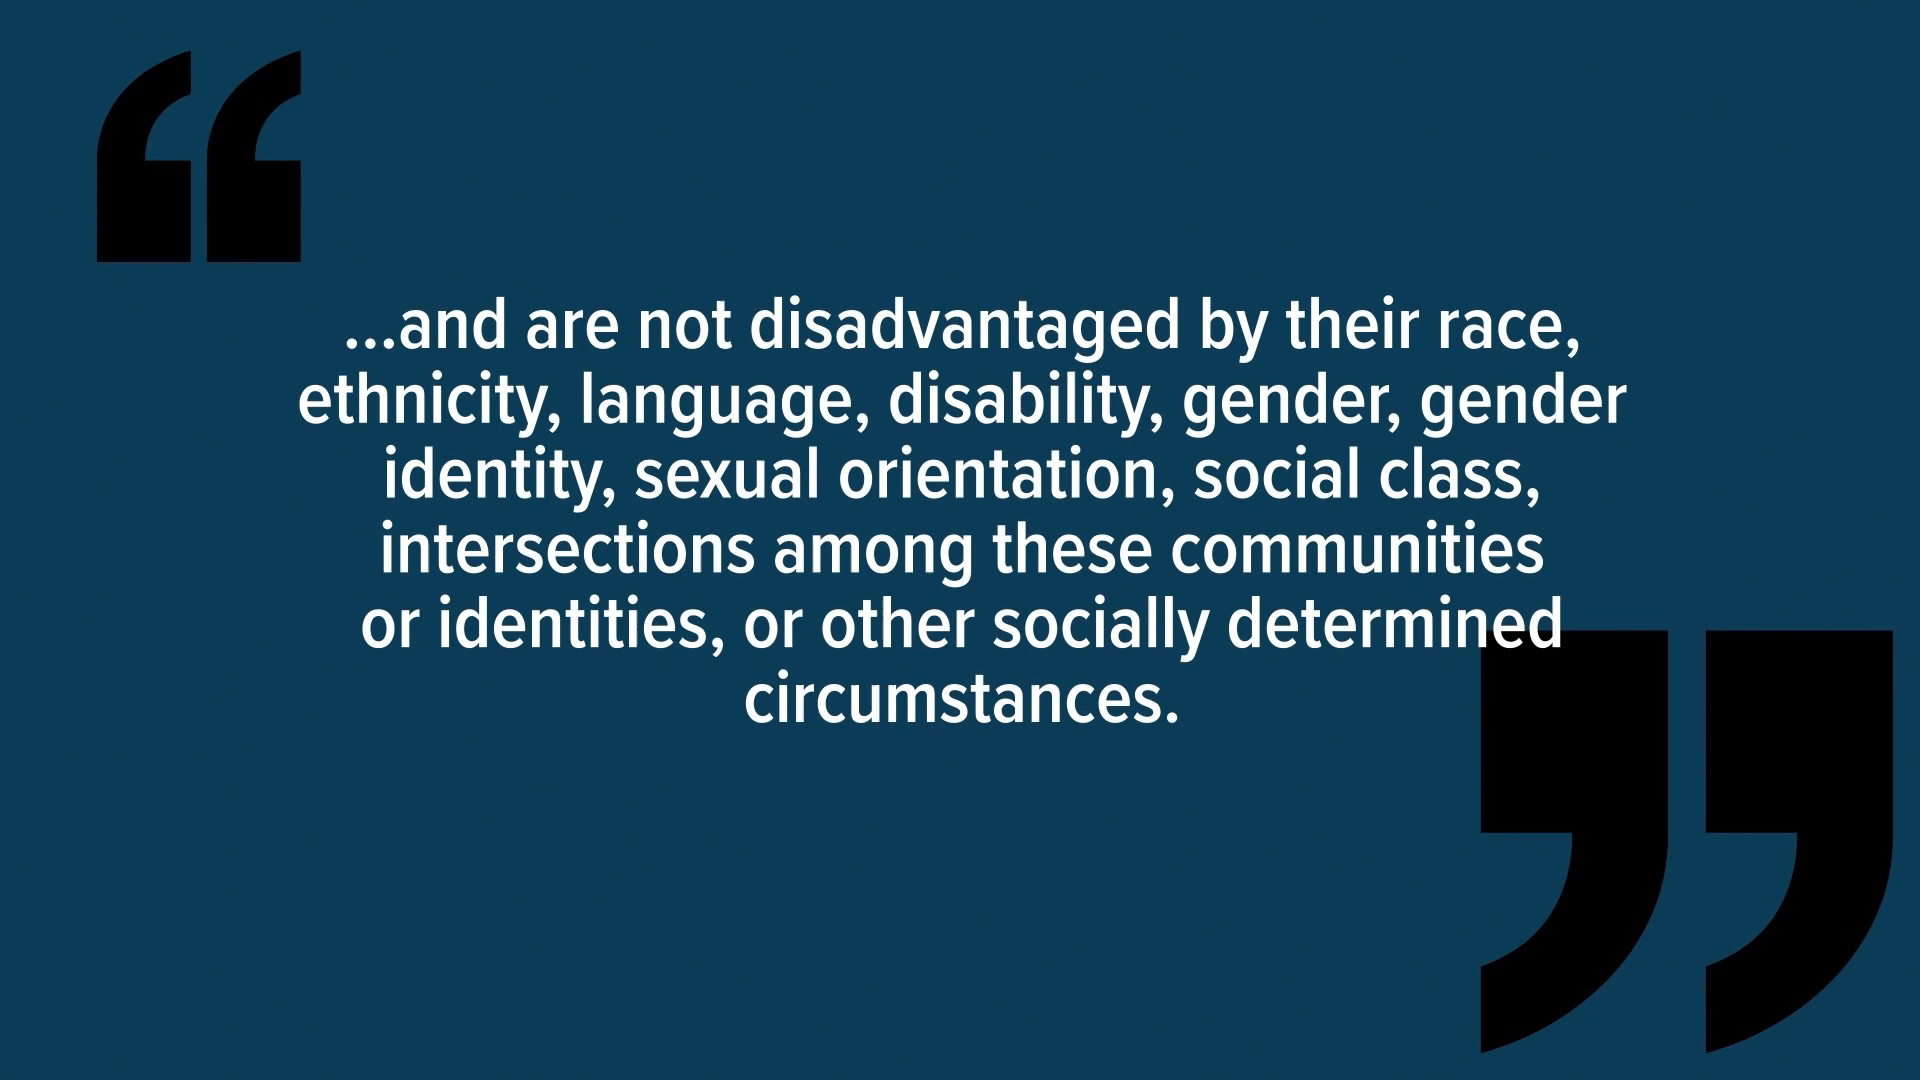 “
...and are not disadvantaged by their race,
ethnicity, language, disability, gender, gender
identity, sexual orientation, social class,
intersections among these communities
or identities, or other socially determined
circumstances.
”